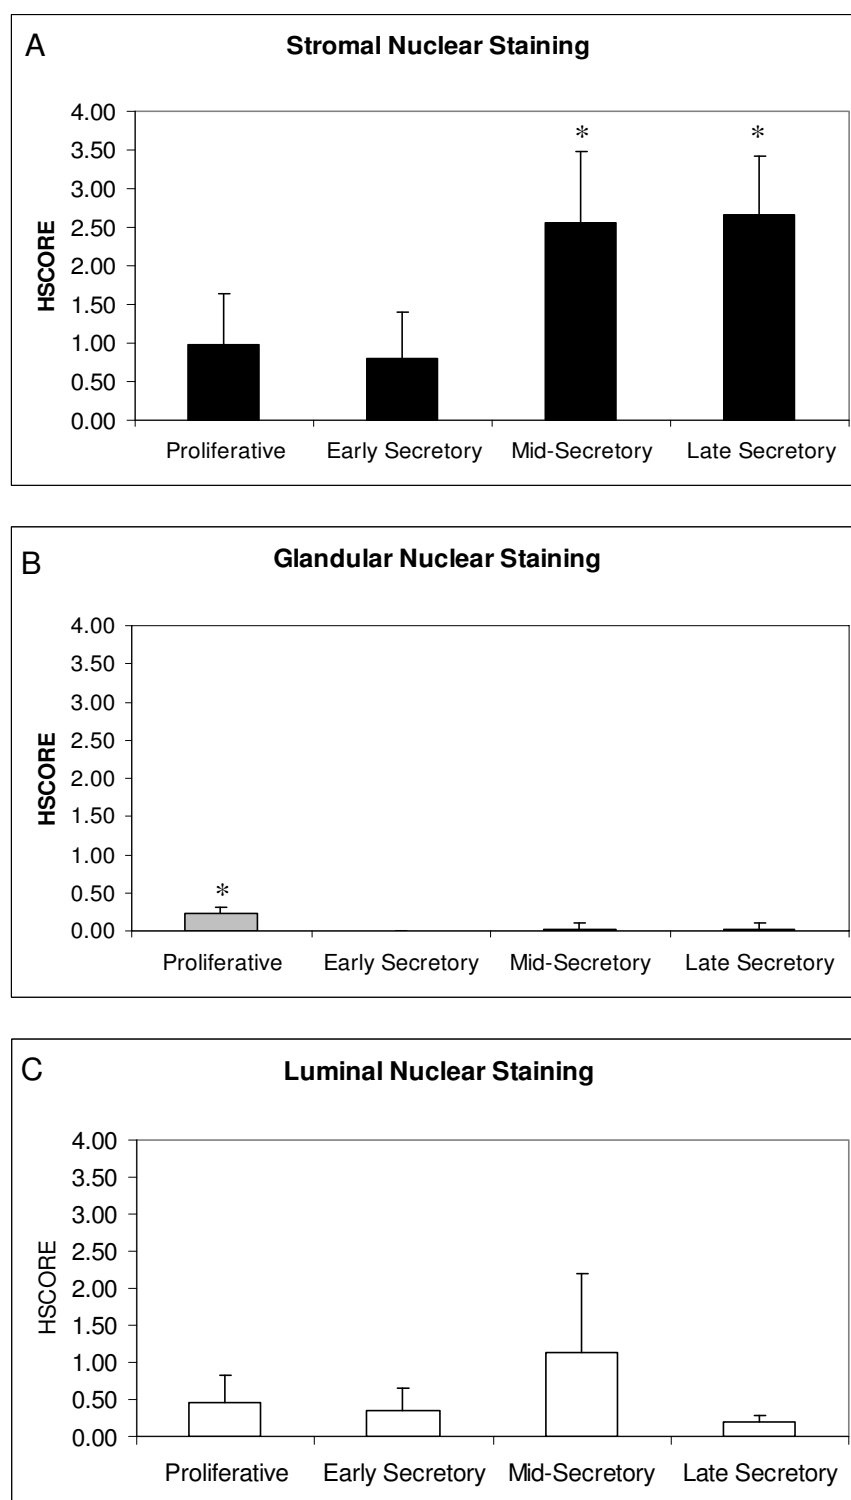 A
Stromal Nuclear Staining
4.00
3.50
3.00
2.50
2.00
1.50
1.00
0.50
0.00
HSCORE
* *
Proliferative Early Secretory Mid-Secretory Late Secretory
B
Glandular Nuclear Staining
4.00
3.50
3.00
2.50
2.00
1.50
1.00
0.50
0.00
HSCORE
*
Proliferative Early Secretory Mid-Secretory Late Secretory
C
Luminal Nuclear Staining
4.00
3.50
3.00
2.50
2.00
1.50
1.00
0.50
0.00
HSCORE
Proliferative Early Secretory Mid-Secretory Late Secretory